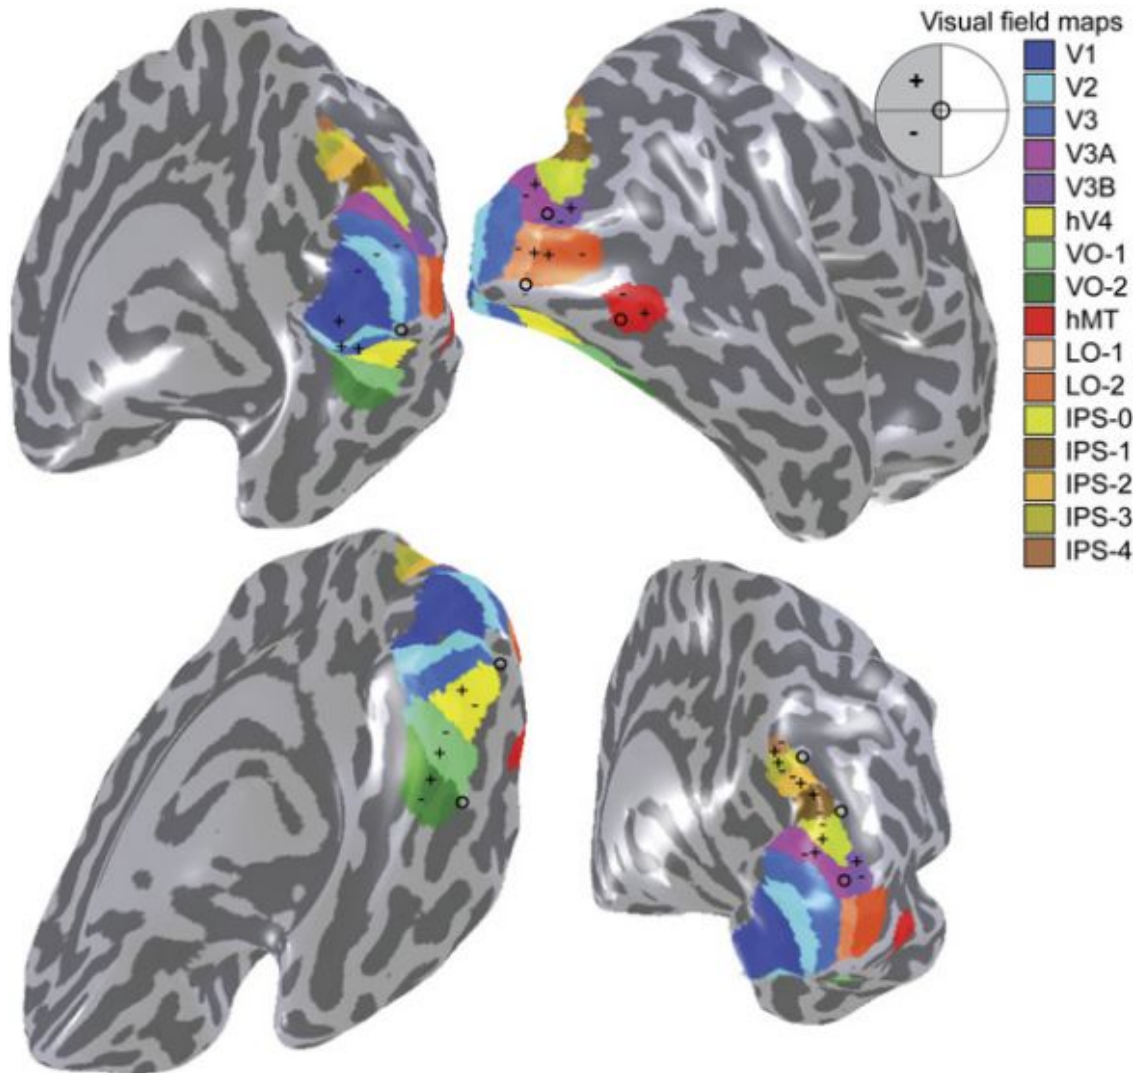 Visual field maps
V1
V2
V3
V3A
V3B
hV4
VO-1
VO-2
hMT
LO-1
LO-2
IPS-0
IPS-1
IPS-2
IPS-3
IPS-4